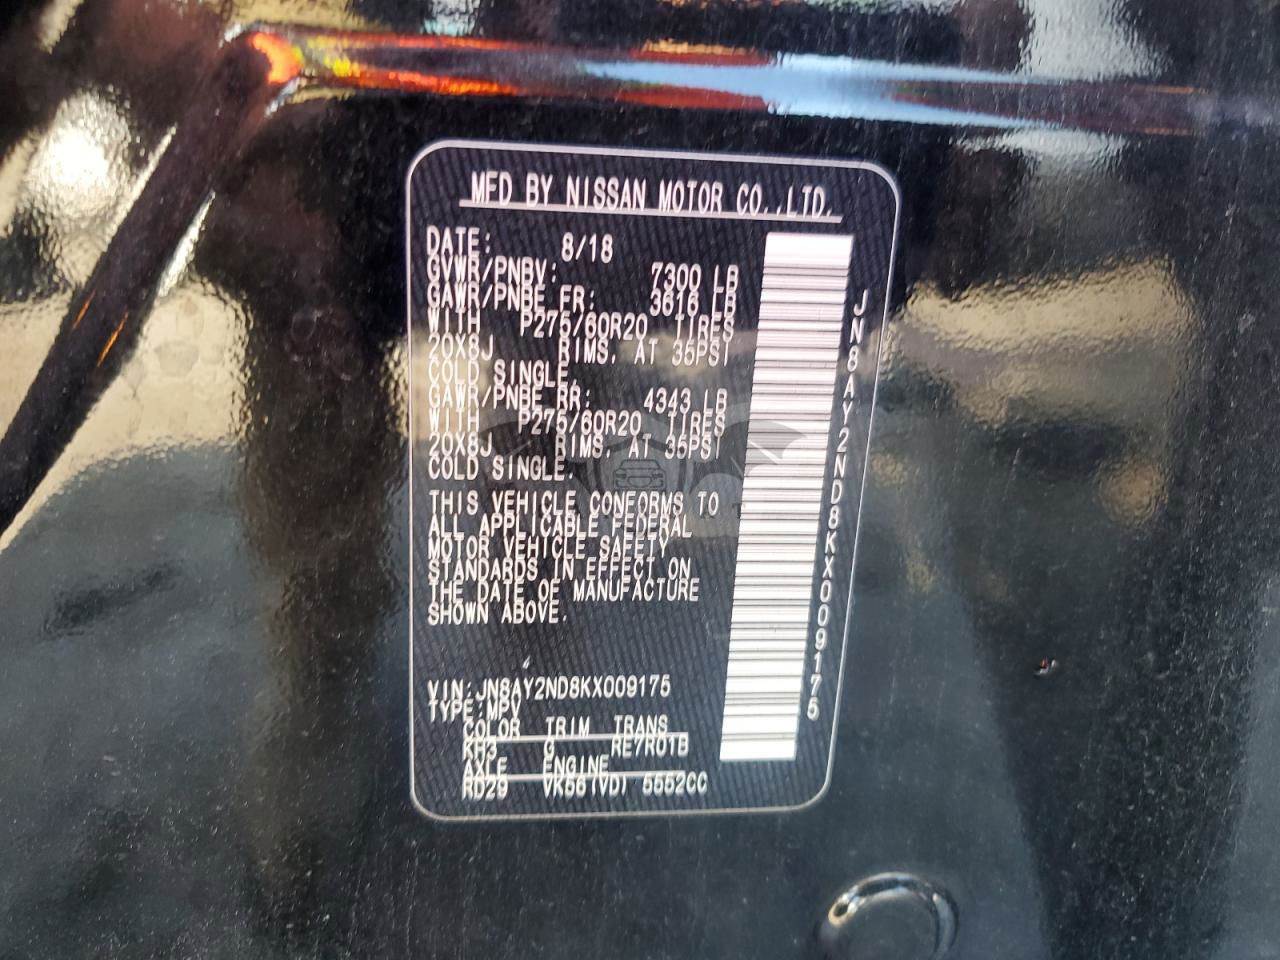 MFD BY NISSAN MOTOR CO.,LTD.
DATE: 8/18
GVWR/PNBV: 7300 LB
GAWR/PNBE FR: 3616 LB
WITH P275/60R20 TIRES
20X8J RIMS, AT 35PSI
COLD SINGLE.
GAWR/PNBE RR: 4343 LB
WITH P275/60R20 TIRES
20X8J RIMS, AT 35PSI
COLD SINGLE.
THIS VEHICLE CONFORMS TO
ALL APPLICABLE FEDERAL
MOTOR VEHICLE SAFETY
STANDARDS IN EFFECT ON
THE DATE OF MANUFACTURE
SHOWN ABOVE.
VIN:JN8AY2ND8KX009175
TYPE:MPV
COLOR TRIM TRANS
KH3 G RE7R01B
AXLE ENGINE
RD29 VK56(VD) 5552CC
JN8AY2ND8KX009175